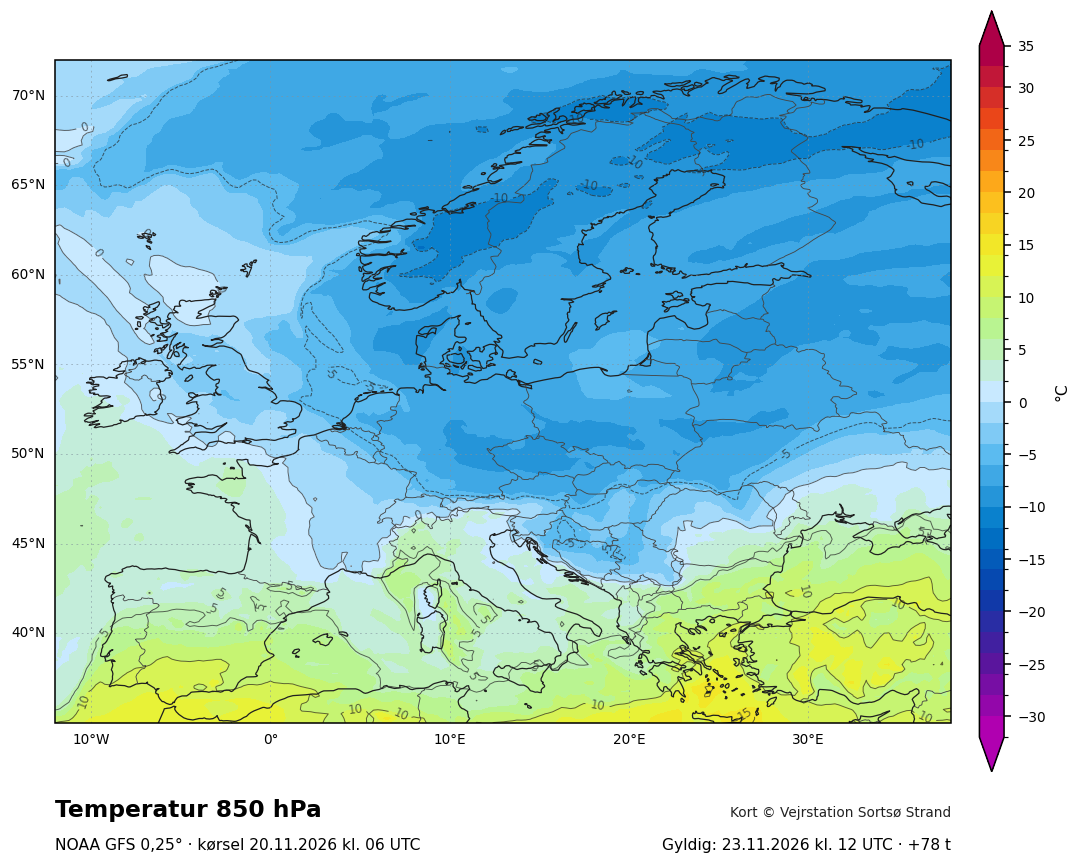 35
30
25
20
15
10
5
0
−5
−10
−15
−20
−25
−30
°C
70°N
65°N
60°N
55°N
50°N
45°N
40°N
10°W 0° 10°E 20°E 30°E
Temperatur 850 hPa
Kort © Vejrstation Sortsø Strand
NOAA GFS 0,25° · kørsel 20.11.2026 kl. 06 UTC
Gyldig: 23.11.2026 kl. 12 UTC · +78 t